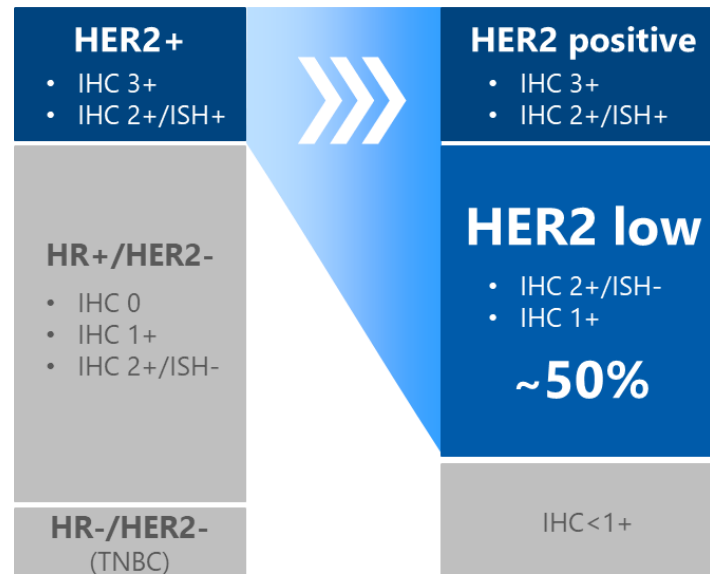 HER2+
• IHC 3+
• IHC 2+/ISH+
HR+/HER2-
• IHC 0
• IHC 1+
• IHC 2+/ISH-
HR-/HER2-
(TNBC)
HER2 positive
• IHC 3+
• IHC 2+/ISH+
HER2 low
• IHC 2+/ISH-
• IHC 1+
~50%
IHC<1+